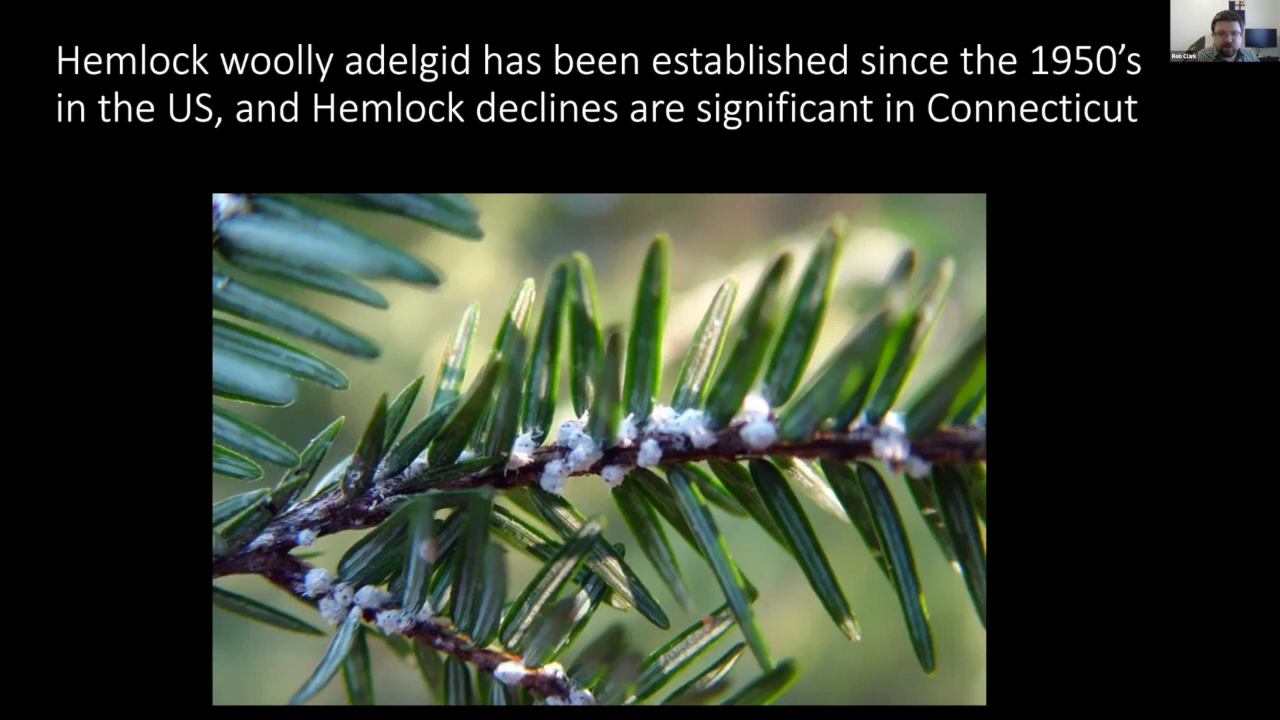 Hemlock woolly adelgid has been established since the 1950’s
in the US, and Hemlock declines are significant in Connecticut
Rob Clark